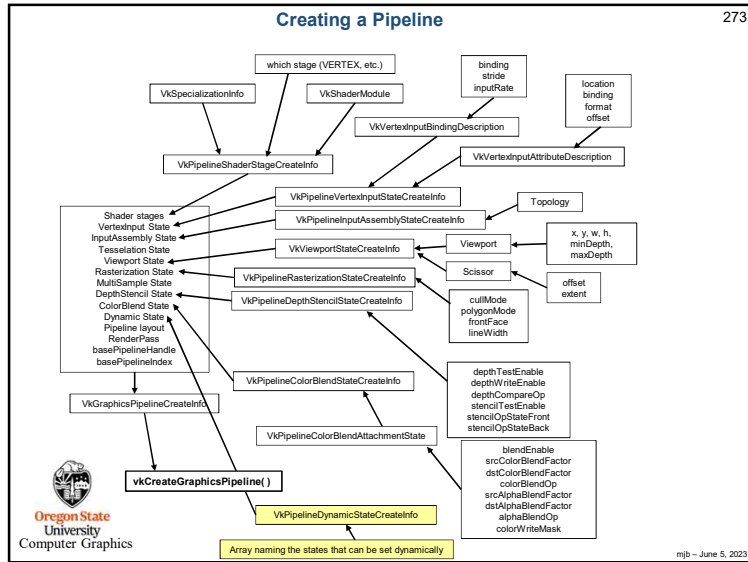 Creating a Pipeline
273
which stage (VERTEX, etc.)
VkSpecializationInfo
VkShaderModule
binding
stride
inputRate
location
binding
format
offset
VkVertexInputBindingDescription
VkVertexInputAttributeDescription
VkPipelineShaderStageCreateInfo
VkPipelineVertexInputStateCreateInfo
Topology
VkPipelineInputAssemblyStateCreateInfo
Shader stages
VertexInput State
InputAssembly State
Tesselation State
Viewport State
Rasterization State
MultiSample State
DepthStencil State
ColorBlend State
Dynamic State
Pipeline layout
RenderPass
basePipelineHandle
basePipelineIndex
VkViewportStateCreateInfo
Viewport
x, y, w, h,
minDepth,
maxDepth
Scissor
offset
extent
VkPipelineRasterizationStateCreateInfo
cullMode
polygonMode
frontFace
lineWidth
VkPipelineDepthStencilStateCreateInfo
depthTestEnable
depthWriteEnable
depthCompareOp
stencilTestEnable
stencilOpStateFront
stencilOpStateBack
VkPipelineColorBlendStateCreateInfo
VkGraphicsPipelineCreateInfo
VkPipelineColorBlendAttachmentState
blendEnable
srcColorBlendFactor
dstColorBlendFactor
colorBlendOp
srcAlphaBlendFactor
dstAlphaBlendFactor
alphaBlendOp
colorWriteMask
vkCreateGraphicsPipeline( )
VkPipelineDynamicStateCreateInfo
Array naming the states that can be set dynamically
Oregon State
University
Computer Graphics
mjb – June 5, 2023